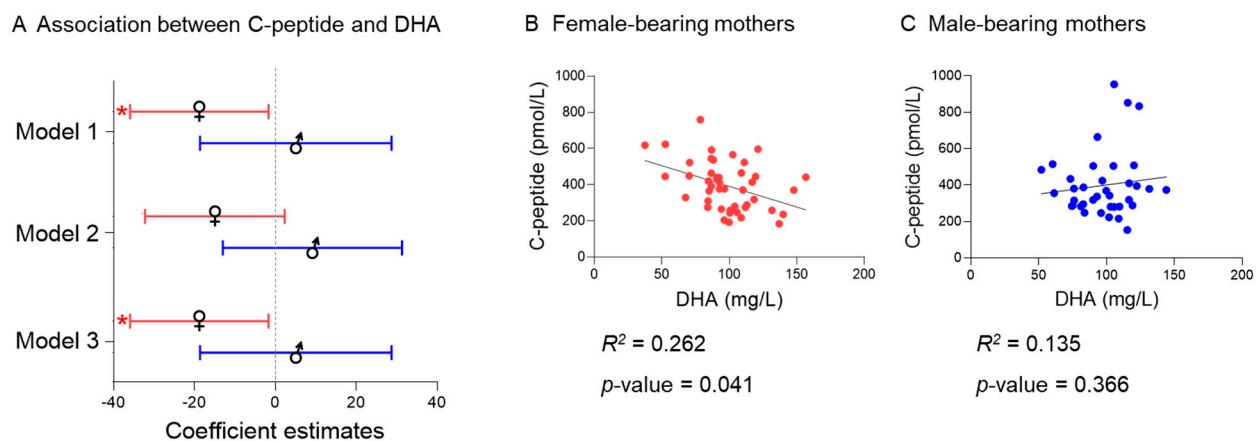 A Association between C-peptide and DHA
* ♀
Model 1
♂
♀
Model 2
♂
* ♀
Model 3
♂
-40 -20 0 20 40
Coefficient estimates
B Female-bearing mothers
C-peptide (pmol/L)
1000
800
600
400
200
0
0 50 100 150 200
DHA (mg/L)
R² = 0.262
p-value = 0.041
C Male-bearing mothers
C-peptide (pmol/L)
1000
800
600
400
200
0
0 50 100 150 200
DHA (mg/L)
R² = 0.135
p-value = 0.366